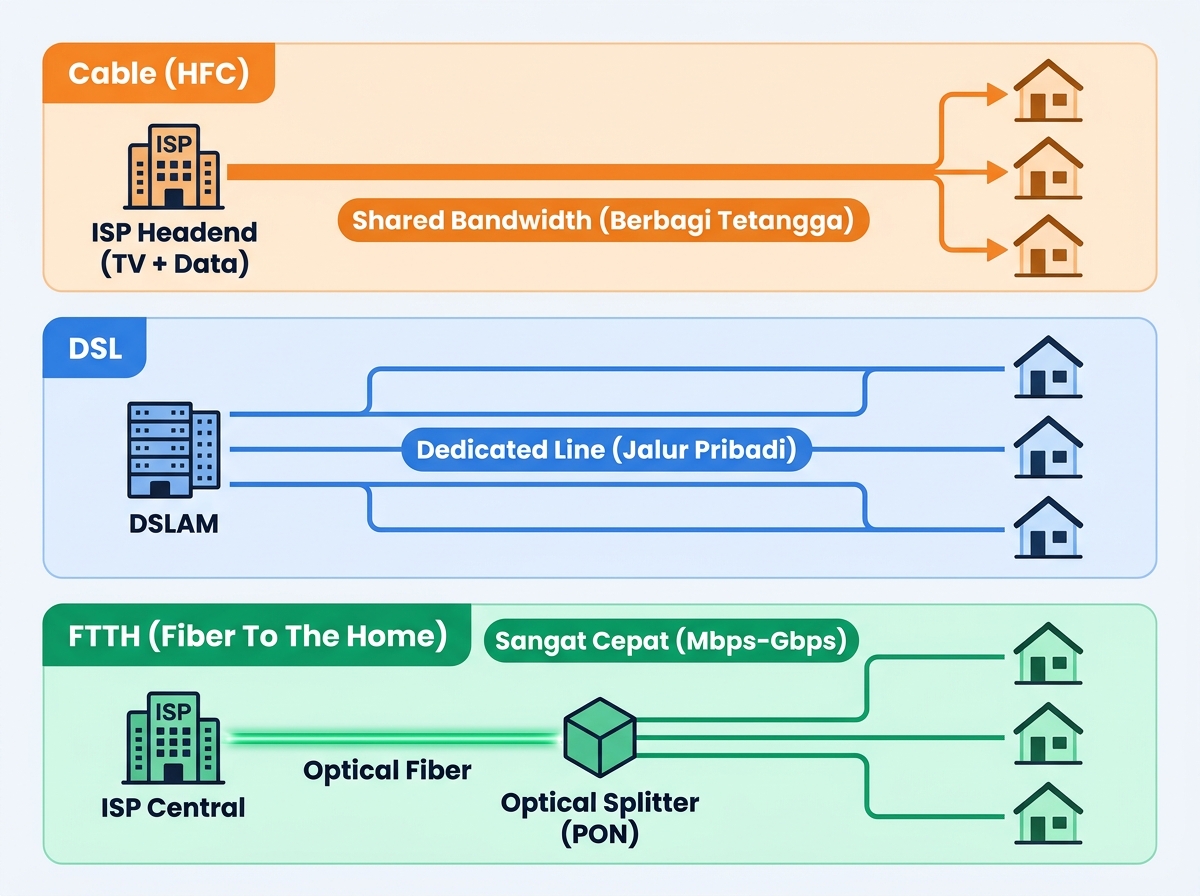 Cable (HFC)
ISP
ISP Headend
(TV + Data)
Shared Bandwidth (Berbagi Tetangga)
DSL
Dedicated Line (Jalur Pribadi)
DSLAM
FTTH (Fiber To The Home)
Sangat Cepat (Mbps-Gbps)
ISP
ISP Central
Optical Fiber
Optical Splitter
(PON)